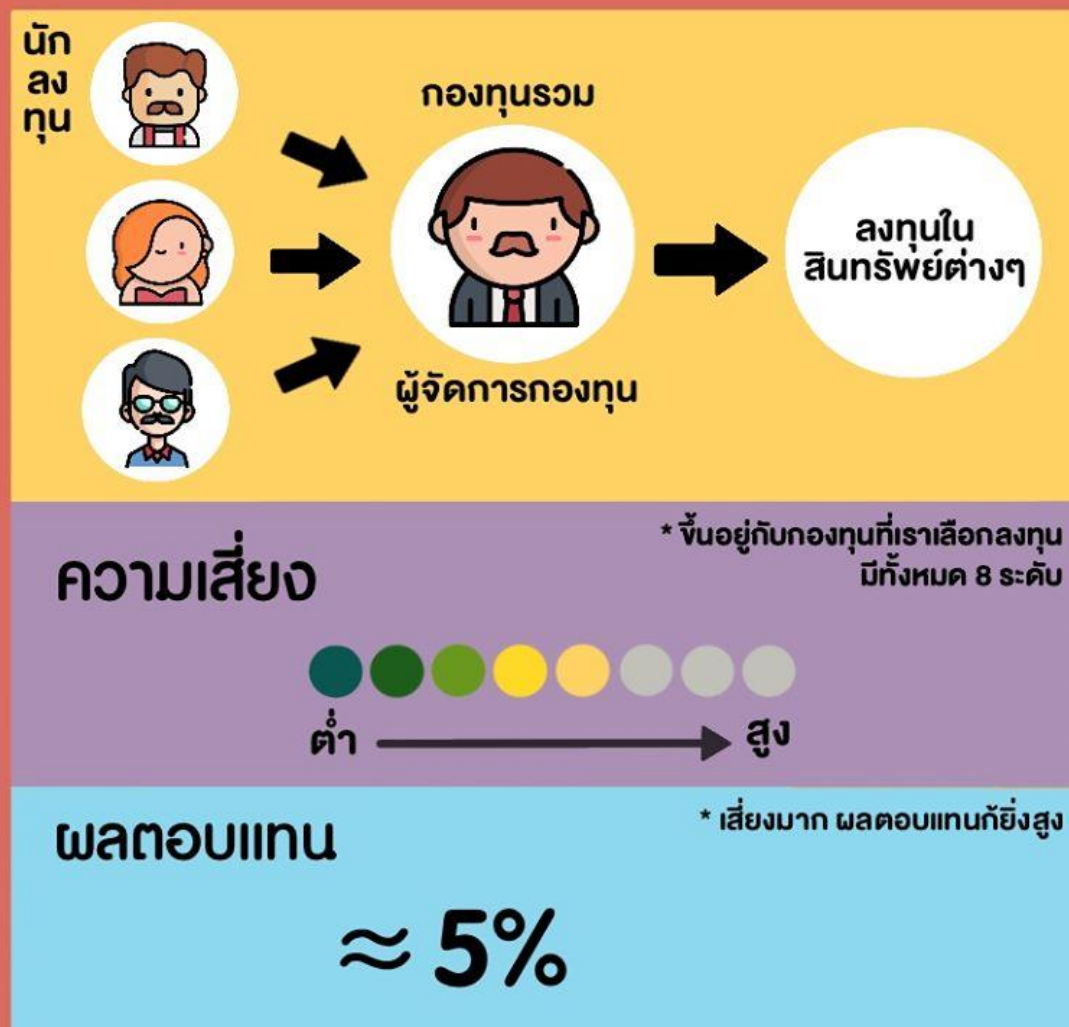 นัก
ลง
ทุน
กองทุนรวม
ผู้จัดการกองทุน
ลงทุนใน
สินทรัพย์ต่างๆ
ความเสี่ยง
* ขึ้นอยู่กับกองทุนที่เราเลือกลงทุน
มีทั้งหมด 8 ระดับ
ต่ำ
สูง
ผลตอบแทน
* เสี่ยงมาก ผลตอบแทนก็ยิ่งสูง
≈ 5%